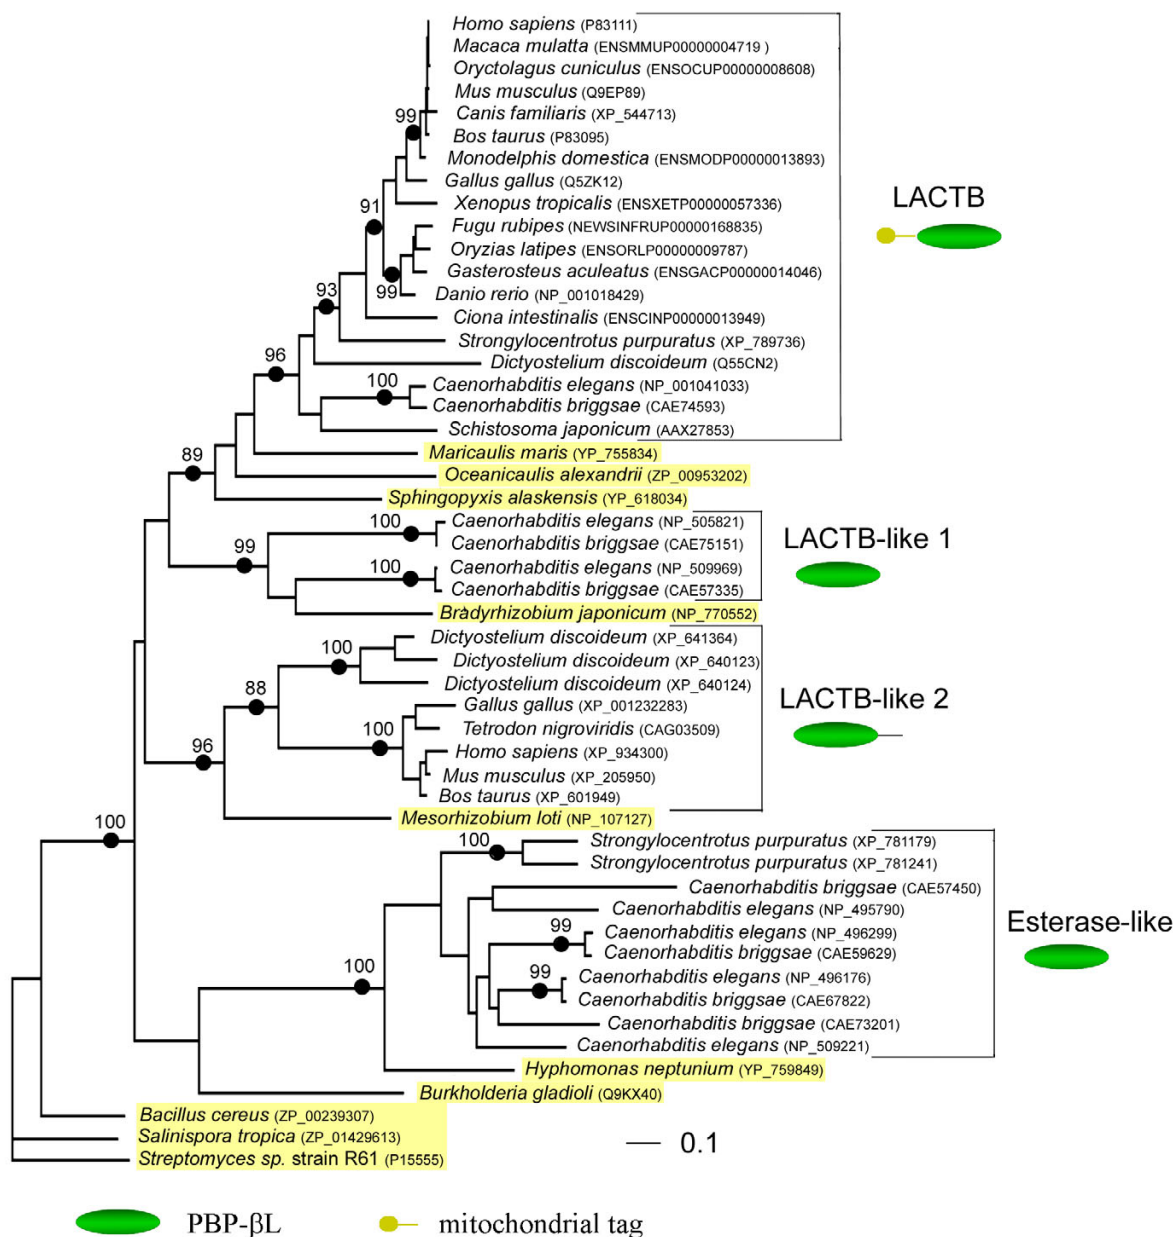 Homo sapiens (P83111)
Macaca mulatta (ENSMMUP00000004719 )
Oryctolagus cuniculus (ENSOCUP00000008608)
Mus musculus (Q9EP89)
Canis familiaris (XP_544713)
99
Bos taurus (P83095)
Monodelphis domestica (ENSMODP00000013893)
Gallus gallus (Q5ZK12)
LACTB
Xenopus tropicalis (ENSXETP00000057336)
91
Fugu rubipes (NEWSINFRUP00000168835)
Oryzias latipes (ENSORLP00000009787)
Gasterosteus aculeatus (ENSGACP00000014046)
99
Danio rerio (NP_001018429)
93
Ciona intestinalis (ENSCINP00000013949)
Strongylocentrotus purpuratus (XP_789736)
96
Dictyostelium discoideum (Q55CN2)
100
Caenorhabditis elegans (NP_001041033)
Caenorhabditis briggsae (CAE74593)
Schistosoma japonicum (AAX27853)
Maricaulis maris (YP_755834)
89
Oceanicaulis alexandrii (ZP_00953202)
Sphingopyxis alaskensis (YP_618034)
100
Caenorhabditis elegans (NP_505821)
LACTB-like 1
Caenorhabditis briggsae (CAE75151)
99
100
Caenorhabditis elegans (NP_509969)
Caenorhabditis briggsae (CAE57335)
Bradyrhizobium japonicum (NP_770552)
Dictyostelium discoideum (XP_641364)
100
Dictyostelium discoideum (XP_640123)
Dictyostelium discoideum (XP_640124)
88
LACTB-like 2
Gallus gallus (XP_001232283)
Tetrodon nigroviridis (CAG03509)
100
96
Homo sapiens (XP_934300)
Mus musculus (XP_205950)
Bos taurus (XP_601949)
Mesorhizobium loti (NP_107127)
100
100
Strongylocentrotus purpuratus (XP_781179)
Strongylocentrotus purpuratus (XP_781241)
Caenorhabditis briggsae (CAE57450)
Caenorhabditis elegans (NP_495790)
Esterase-like
99
Caenorhabditis elegans (NP_496299)
Caenorhabditis briggsae (CAE59629)
100
99
Caenorhabditis elegans (NP_496176)
Caenorhabditis briggsae (CAE67822)
Caenorhabditis briggsae (CAE73201)
Caenorhabditis elegans (NP_509221)
Hyphomonas neptunium (YP_759849)
Burkholderia gladioli (Q9KX40)
Bacillus cereus (ZP_00239307)
Salinispora tropica (ZP_01429613)
0.1
Streptomyces sp. strain R61 (P15555)
PBP-βL
mitochondrial tag